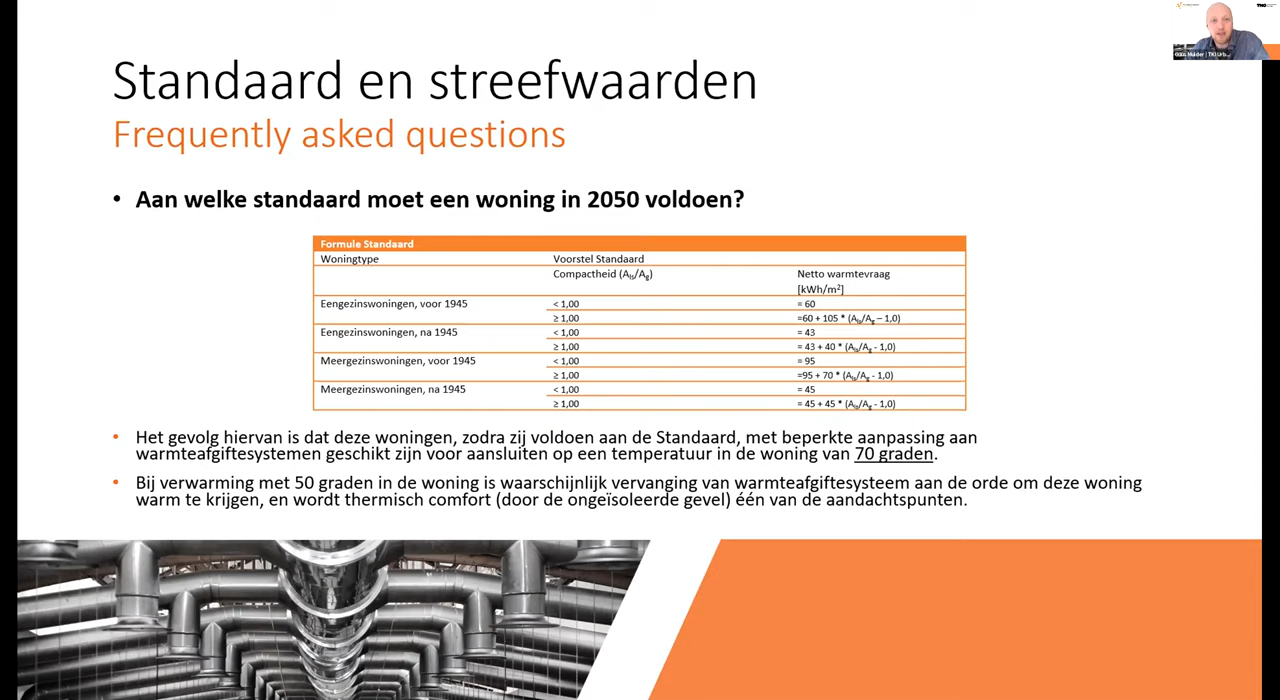 Standaard en streefwaarden
Frequently asked questions
• Aan welke standaard moet een woning in 2050 voldoen?
Formule Standaard
Woningtype Voorstel Standaard
Compactheid (Als/Ag) Netto warmtevraag
[kWh/m²]
Eengezinswoningen, voor 1945 < 1,00 = 60
≥ 1,00 =60 + 105 * (Als/Ag – 1,0)
Eengezinswoningen, na 1945 < 1,00 = 43
≥ 1,00 = 43 + 40 * (Als/Ag - 1,0)
Meergezinswoningen, voor 1945 < 1,00 = 95
≥ 1,00 =95 + 70 * (Als/Ag - 1,0)
Meergezinswoningen, na 1945 < 1,00 = 45
≥ 1,00 = 45 + 45 * (Als/Ag - 1,0)
• Het gevolg hiervan is dat deze woningen, zodra zij voldoen aan de Standaard, met beperkte aanpassing aan
warmteafgiftesystemen geschikt zijn voor aansluiten op een temperatuur in de woning van 70 graden.
• Bij verwarming met 50 graden in de woning is waarschijnlijk vervanging van warmteafgiftesysteem aan de orde om deze woning
warm te krijgen, en wordt thermisch comfort (door de ongeïsoleerde gevel) één van de aandachtspunten.